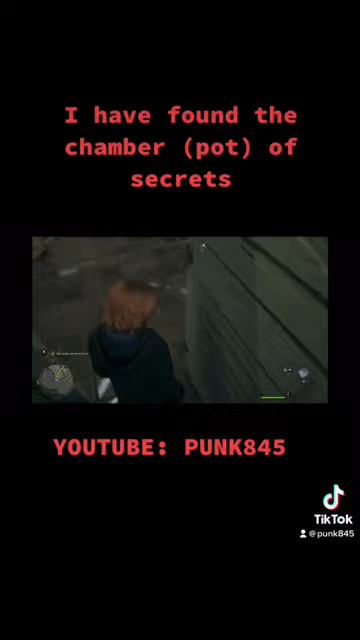 I have found the
chamber (pot) of
secrets
YOUTUBE: PUNK845
TikTok
@punk845